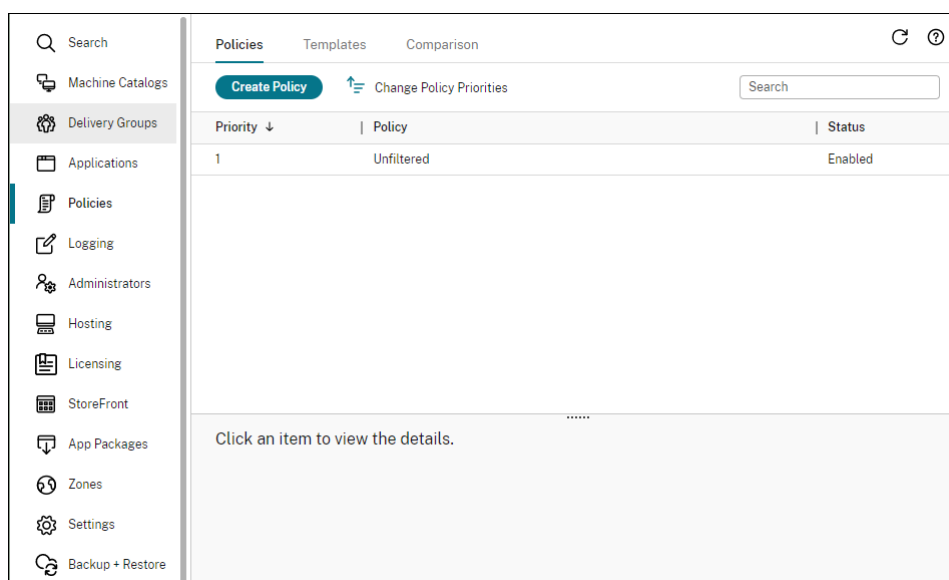 Search
Machine Catalogs
Delivery Groups
Applications
Policies
Logging
Administrators
Hosting
Licensing
StoreFront
App Packages
Zones
Settings
Backup + Restore
Policies Templates Comparison
Create Policy Change Policy Priorities Search
Priority ↓ | Policy | Status
1 Unfiltered Enabled
Click an item to view the details.